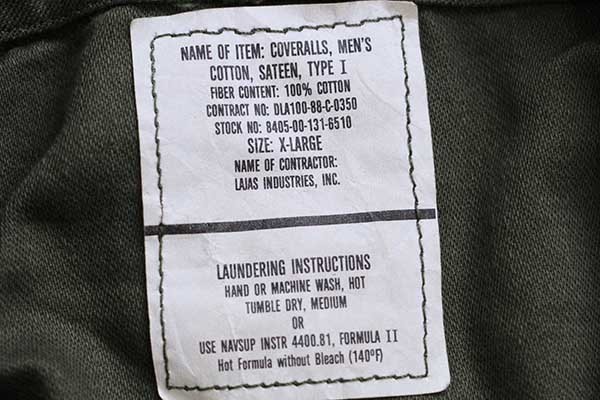 NAME OF ITEM: COVERALLS, MEN'S
COTTON, SATEEN, TYPE I
FIBER CONTENT: 100% COTTON
CONTRACT NO: DLA100-88-C-0350
STOCK NO: 8405-00-131-6510
SIZE: X-LARGE
NAME OF CONTRACTOR:
LAJAS INDUSTRIES, INC.
LAUNDERING INSTRUCTIONS
HAND OR MACHINE WASH, HOT
TUMBLE DRY, MEDIUM
OR
USE NAVSUP INSTR 4400.81, FORMULA II
Hot Formula without Bleach (140ºF)